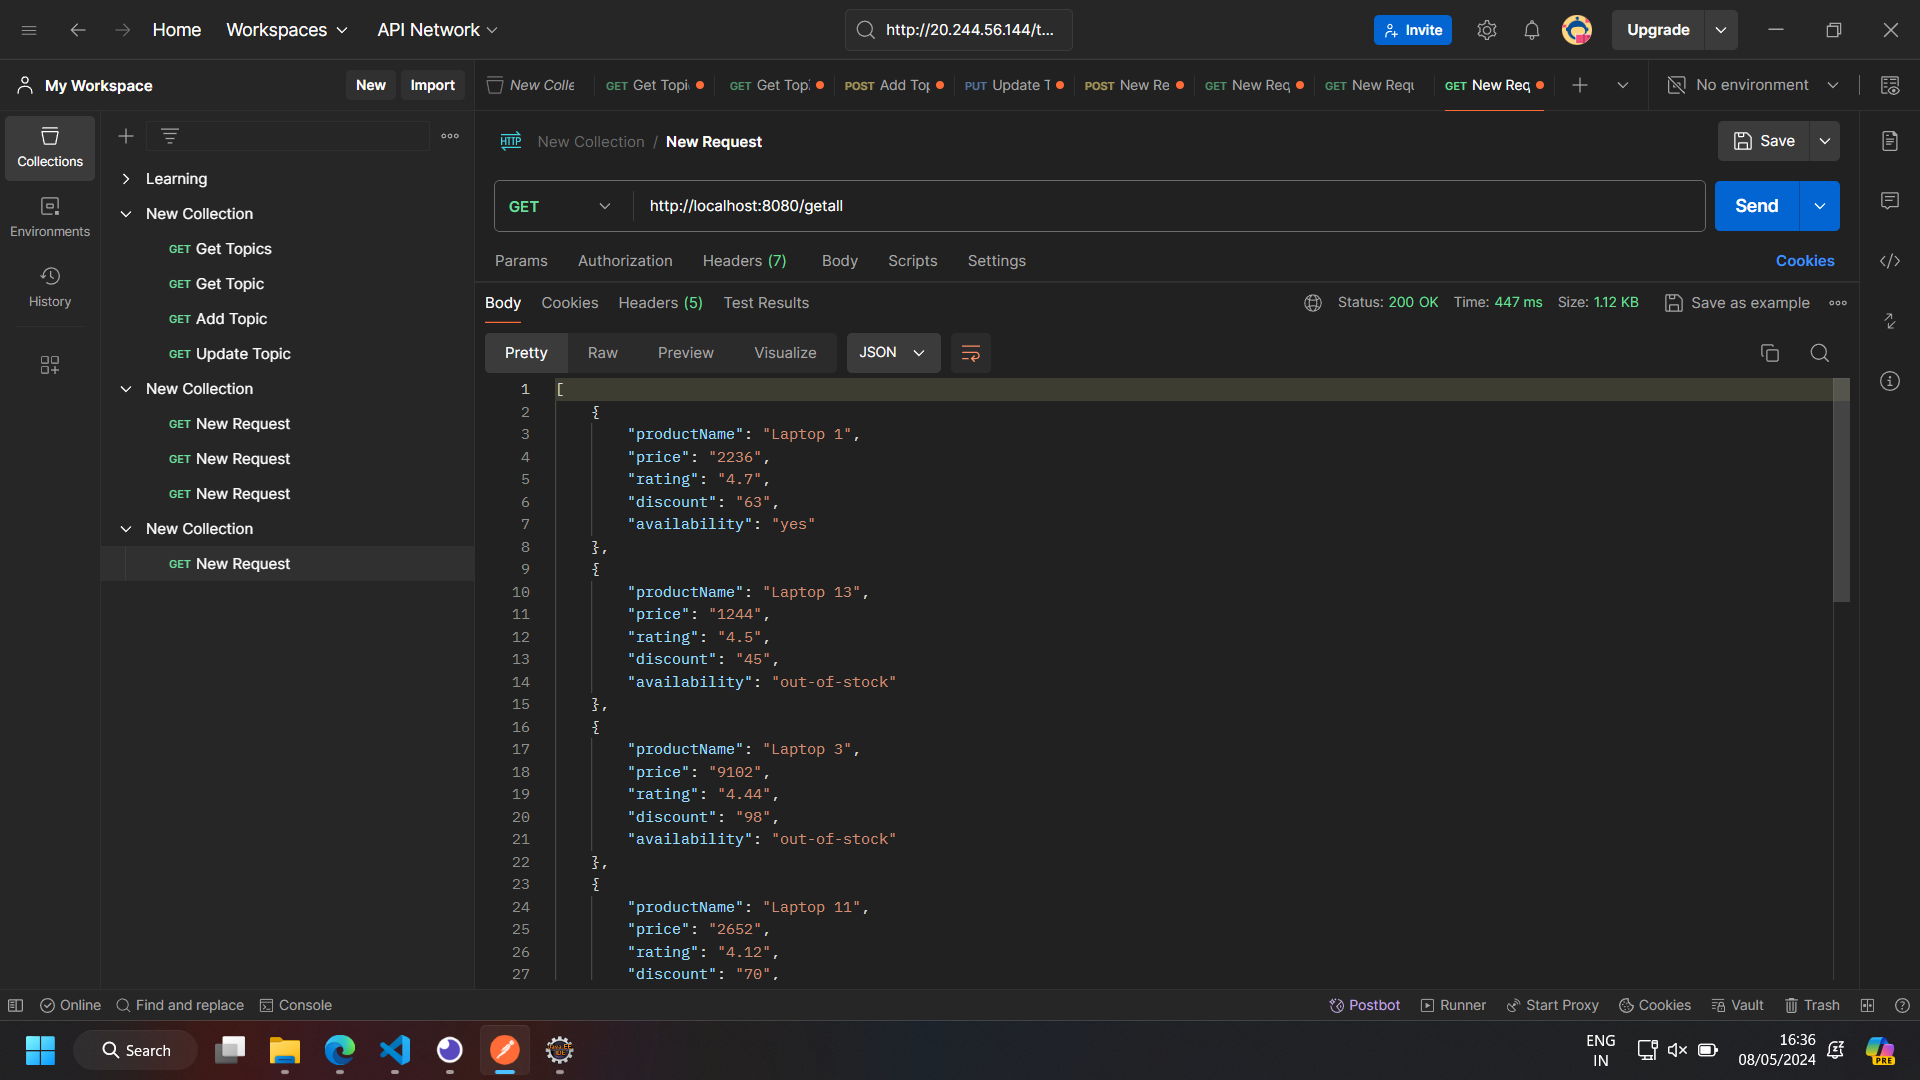 Home
Workspaces
API Network
http://20.244.56.144/t...
Invite
Upgrade
My Workspace
New
Import
New Colle
GET Get Topi
GET Get Top
POST Add Top
PUT Update T
POST New Re
GET New Req
GET New Requ
GET New Req
No environment
Collections
Environments
History
Learning
New Collection
GET Get Topics
GET Get Topic
GET Add Topic
GET Update Topic
New Collection
GET New Request
GET New Request
GET New Request
New Collection
GET New Request
HTTP New Collection / New Request
Save
GET
http://localhost:8080/getall
Send
Params Authorization Headers (7) Body Scripts Settings
Cookies
Body Cookies Headers (5) Test Results
Status: 200 OK Time: 447 ms Size: 1.12 KB
Save as example
Pretty Raw Preview Visualize
JSON
1 [
2 {
3 "productName": "Laptop 1",
4 "price": "2236",
5 "rating": "4.7",
6 "discount": "63",
7 "availability": "yes"
8 },
9 {
10 "productName": "Laptop 13",
11 "price": "1244",
12 "rating": "4.5",
13 "discount": "45",
14 "availability": "out-of-stock"
15 },
16 {
17 "productName": "Laptop 3",
18 "price": "9102",
19 "rating": "4.44",
20 "discount": "98",
21 "availability": "out-of-stock"
22 },
23 {
24 "productName": "Laptop 11",
25 "price": "2652",
26 "rating": "4.12",
27 "discount": "70",
Online
Find and replace
Console
Postbot
Runner
Start Proxy
Cookies
Vault
Trash
Search
ENG
IN
16:36
08/05/2024
PRE